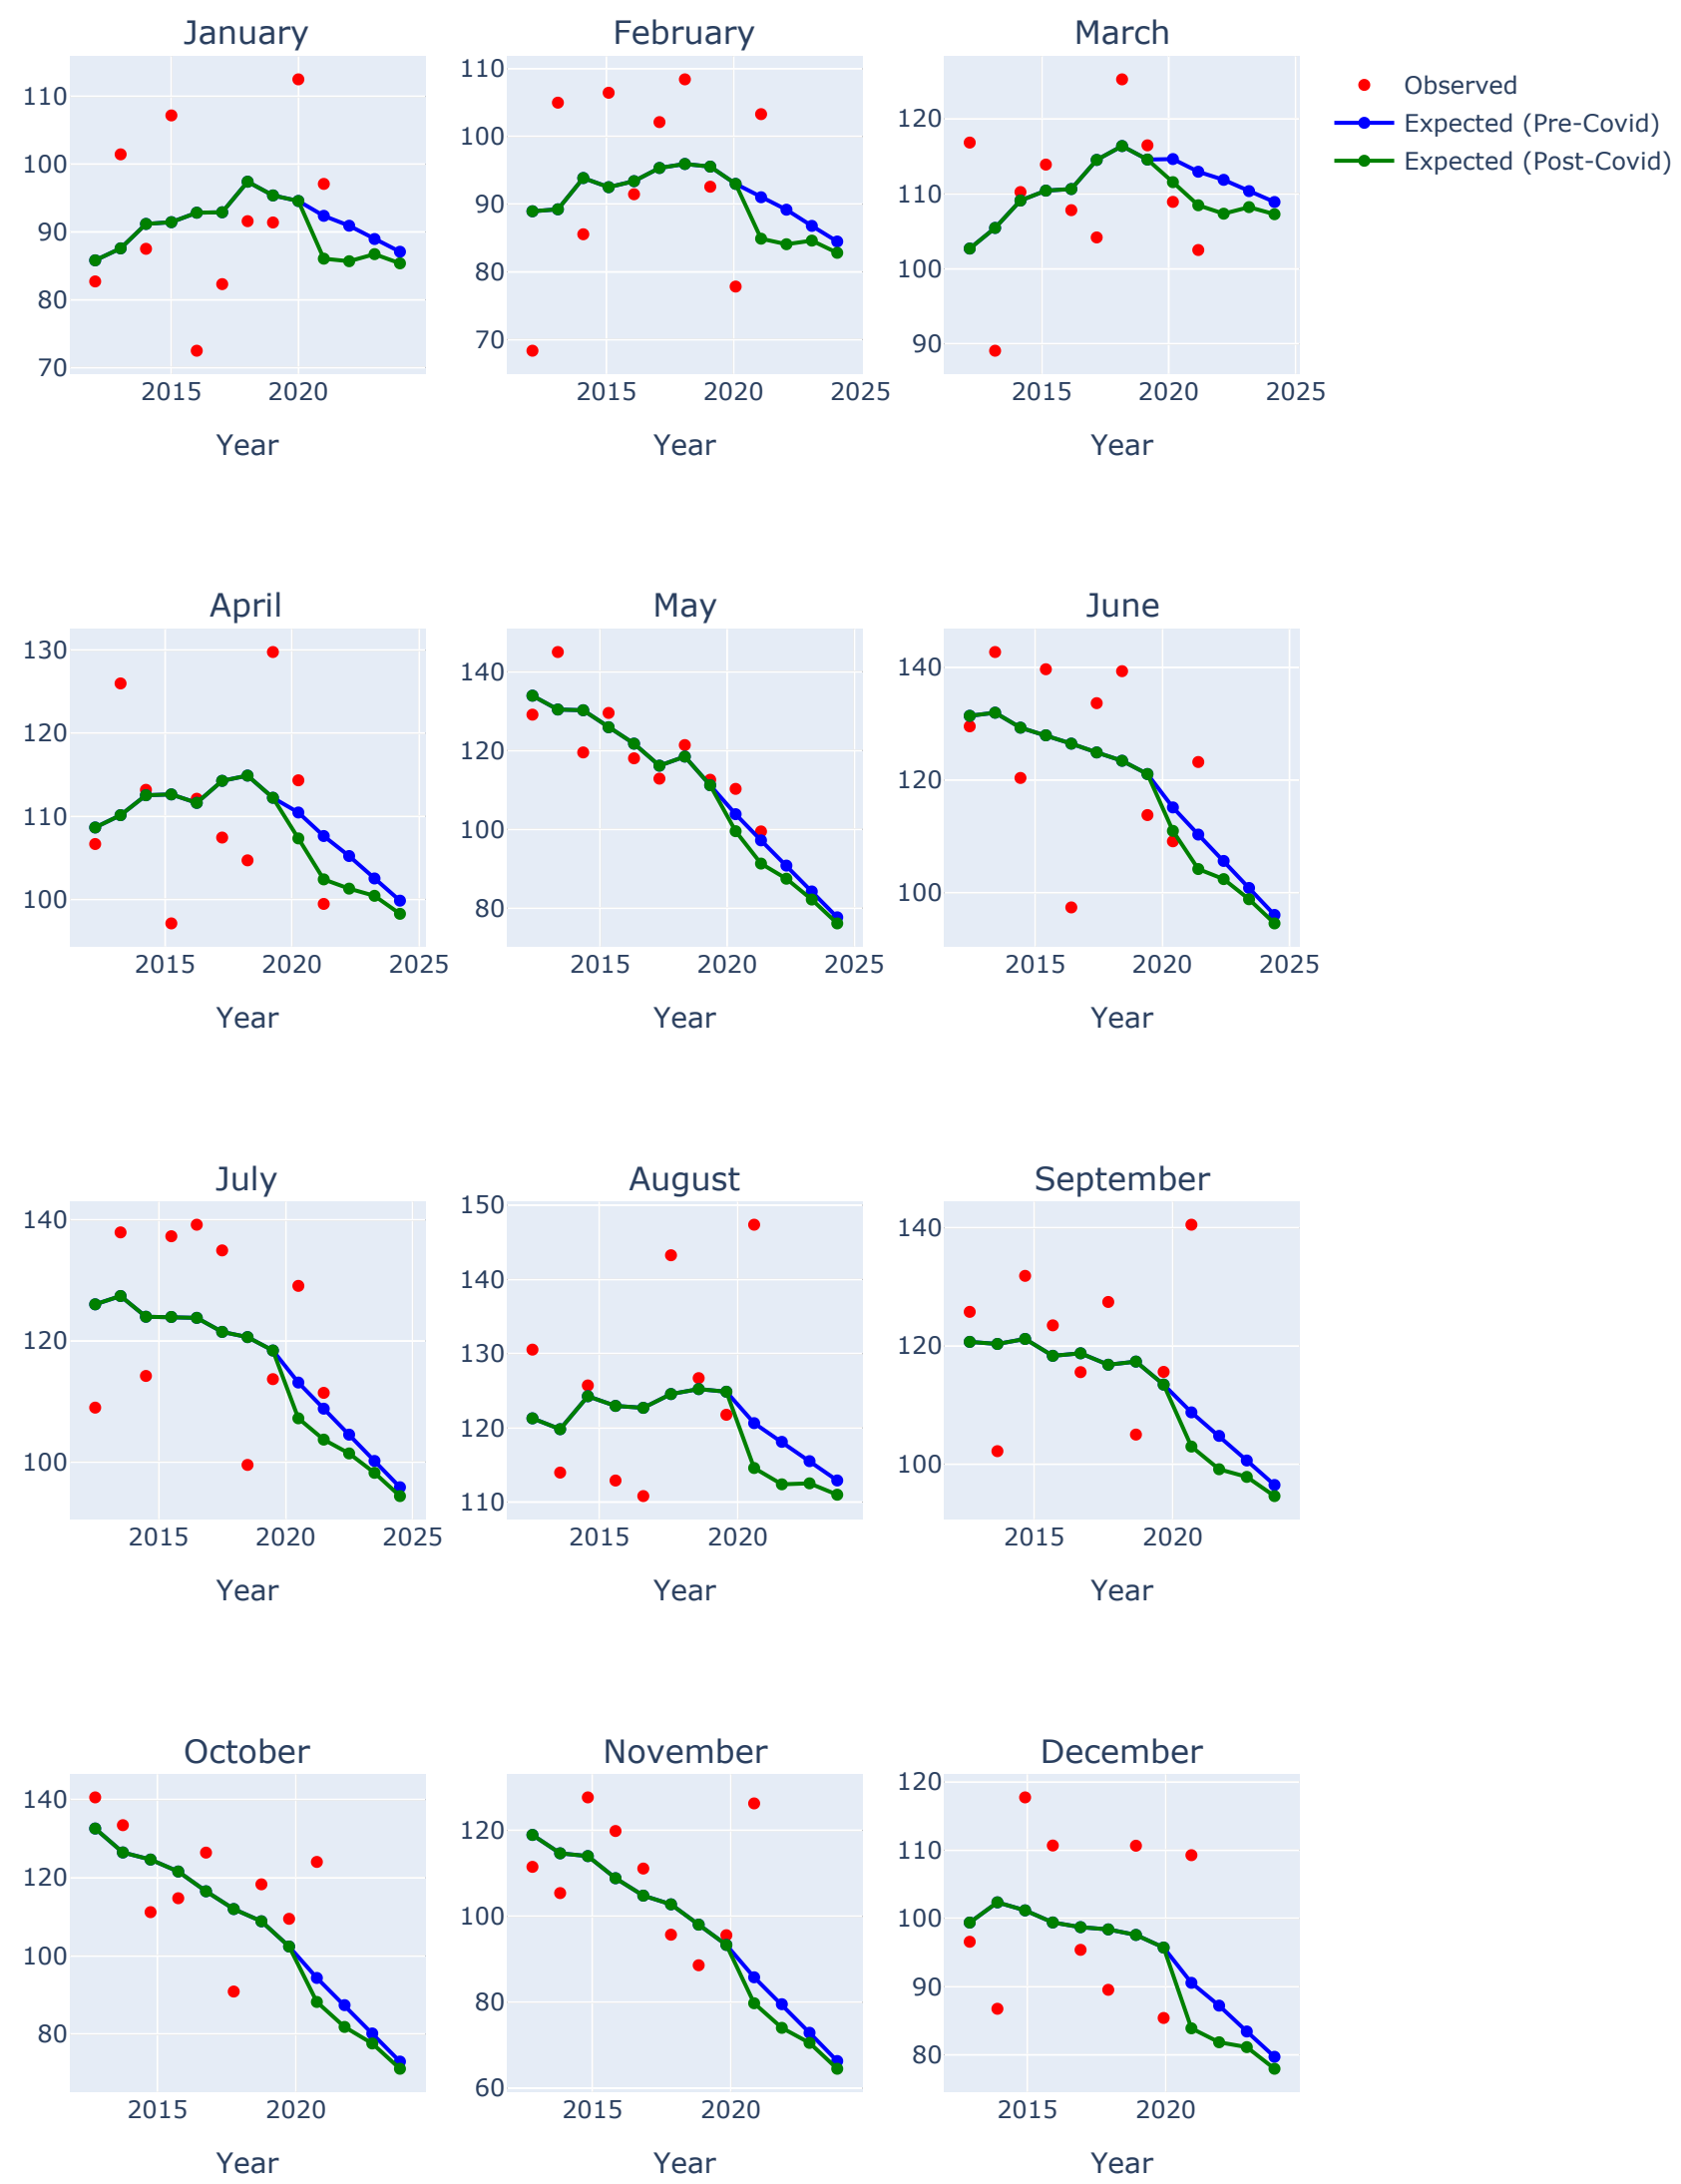 January
February
March
110
100
90
80
70
2015
2020
Year
110
100
90
80
70
2015
2020
2025
Year
120
110
100
90
2015
2020
2025
Year
Observed
Expected (Pre-Covid)
Expected (Post-Covid)
April
May
June
130
120
110
100
2015
2020
2025
Year
140
120
100
80
2015
2020
2025
Year
140
120
100
2015
2020
2025
Year
July
August
September
140
120
100
2015
2020
2025
Year
150
140
130
120
110
2015
2020
Year
140
120
100
2015
2020
Year
October
November
December
140
120
100
80
2015
2020
Year
120
100
80
60
2015
2020
Year
120
110
100
90
80
2015
2020
Year